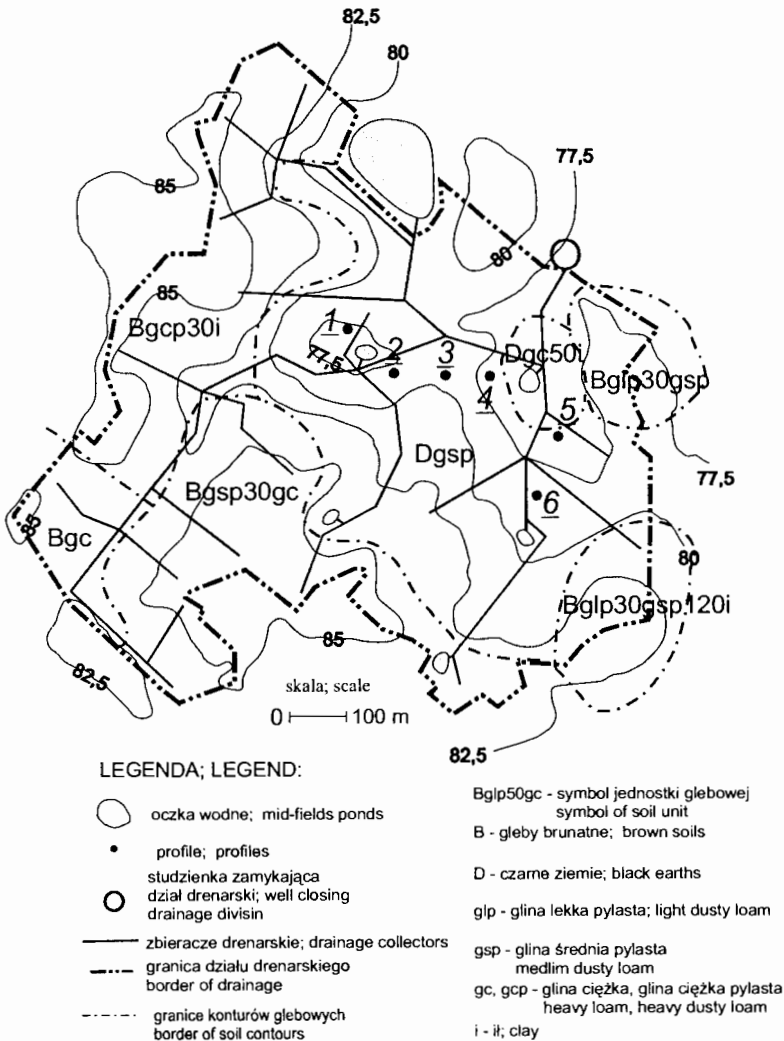 82,5
80
77,5
85
80
85
Bgcp30i
1
77,5
2
3
4
Dgc50i
Bglp30gsp
5
Dgsp
77,5
Bgsp30gc
6
85
Bgc
80
Bglp30gsp120i
85
82,5
skala; scale
0 100 m
82,5
LEGENDA; LEGEND:
oczka wodne; mid-fields ponds
profile; profiles
studzienka zamykająca
dział drenarski; well closing
drainage divisin
zbieracze drenarskie; drainage collectors
granica działu drenarskiego
border of drainage
granice konturów glebowych
border of soil contours
Bglp50gc - symbol jednostki glebowej
symbol of soil unit
B - gleby brunatne; brown soils
D - czarne ziemie; black earths
glp - glina lekka pylasta; light dusty loam
gsp - glina średnia pylasta
medlim dusty loam
gc, gcp - glina ciężka, glina ciężka pylasta
heavy loam, heavy dusty loam
i - ił; clay